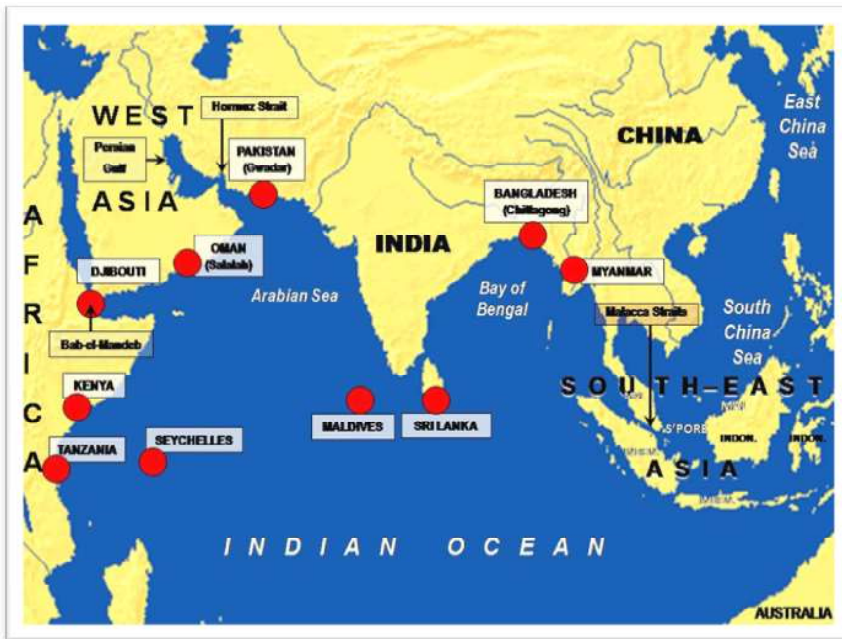 East
China
Sea
WEST
Hormuz Strait
CHINA
Persian
Gulf
PAKISTAN
(Gwadar)
ASIA
BANGLADESH
(Chittagong)
AFRICA
OMAN
(Salalah)
INDIA
DJIBOUTI
MYANMAR
Arabian Sea
Bay of
Bengal
Malacca Straits
South
China
Sea
Bab-el-Mandeb
KENYA
SOUTH-EAST
MALDIVES
SRI LANKA
S'PORE
INDON.
INDON.
TANZANIA
SEYCHELLES
ASIA
INDIAN OCEAN
AUSTRALIA